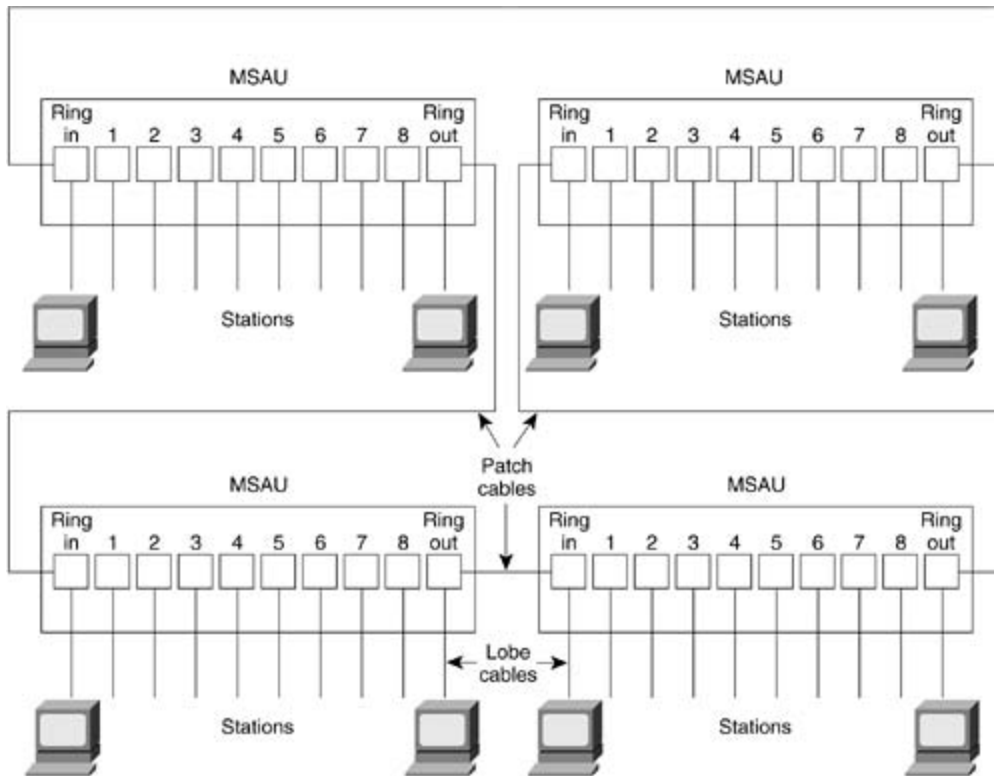 MSAU
MSAU
Ring in 1 2 3 4 5 6 7 8 Ring out
Ring in 1 2 3 4 5 6 7 8 Ring out
Stations
Stations
Patch cables
MSAU
MSAU
Ring in 1 2 3 4 5 6 7 8 Ring out
Ring in 1 2 3 4 5 6 7 8 Ring out
Lobe cables
Stations
Stations